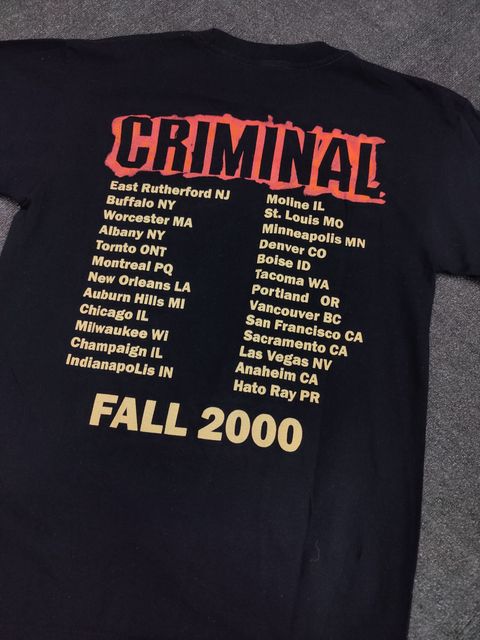 CRIMINAL
East Rutherford NJ
Buffalo NY
Worcester MA
Albany NY
Tornto ONT
Montreal PQ
New Orleans LA
Auburn Hills MI
Chicago IL
Milwaukee Wi
Champaign IL
IndianapoLis IN
Moline IL
St. Louis MO
Minneapolis MN
Denver CO
Boise ID
Tacoma WA
Portland OR
Vancouver BC
San Francisco CA
Sacramento CA
Las Vegas NV
Anaheim CA
Hato Ray PR
FALL 2000